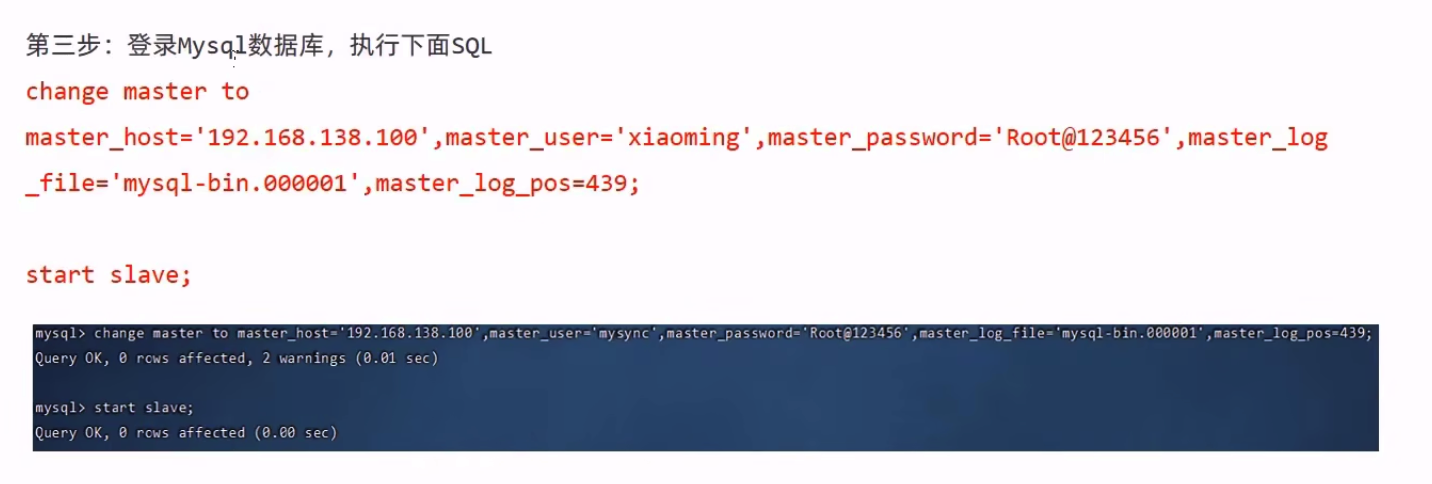 第三步：登录Mysql数据库，执行下面SQL
change master to
master_host='192.168.138.100',master_user='xiaoming',master_password='Root@123456',master_log
_file='mysql-bin.000001',master_log_pos=439;
start slave;
mysql> change master to master_host='192.168.138.100',master_user='mysync',master_password='Root@123456',master_log_file='mysql-bin.000001',master_log_pos=439;
Query OK, 0 rows affected, 2 warnings (0.01 sec)
mysql> start slave;
Query OK, 0 rows affected (0.00 sec)